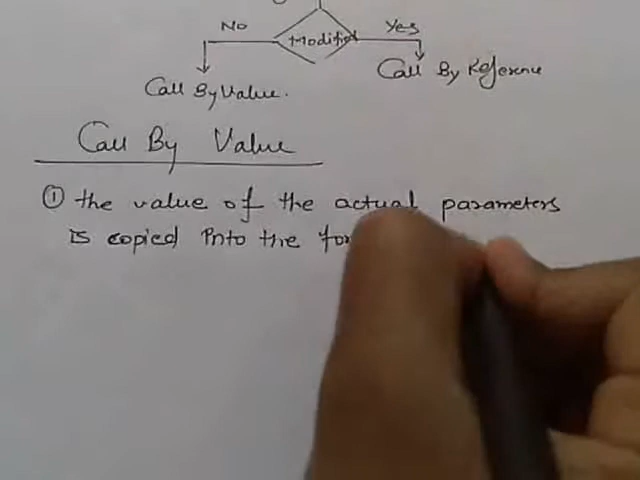 No Modified Yes
Call By Value.
Call By Reference
Call By Value
① the value of the actual parameters
is copied into the